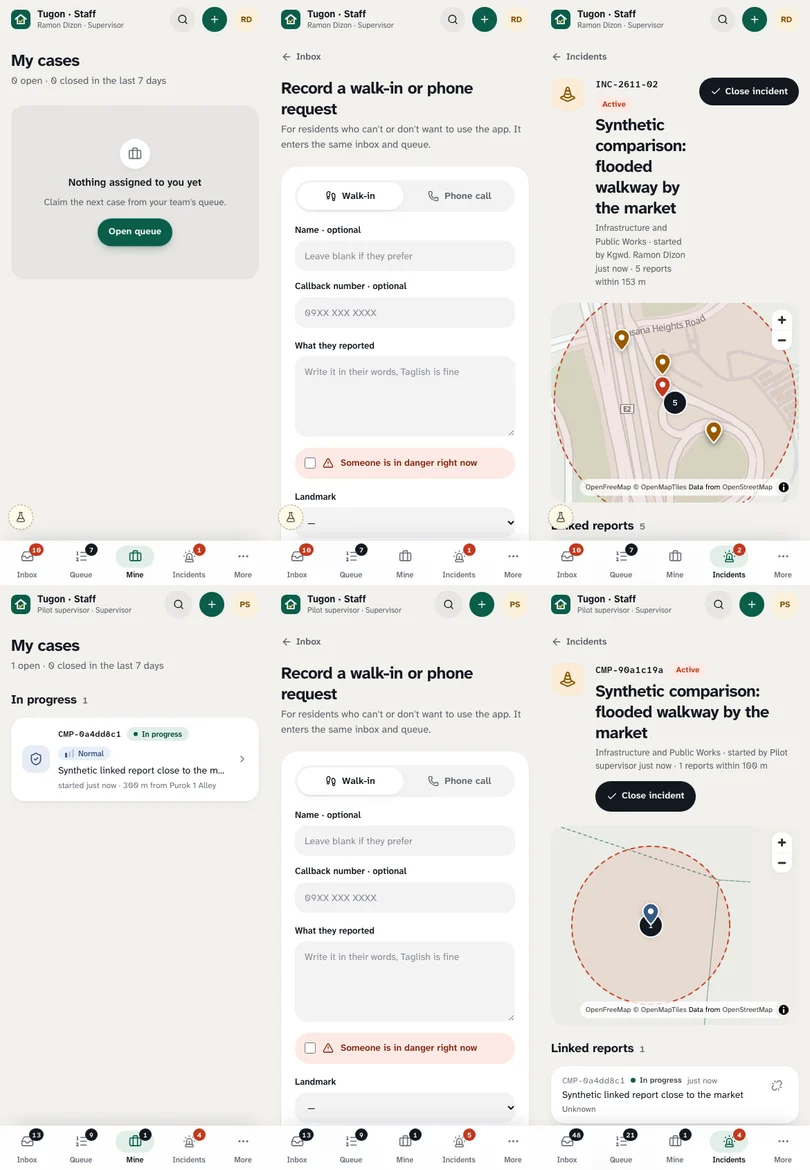 Tugon · Staff
Ramon Dizon · Supervisor
RD
My cases
0 open · 0 closed in the last 7 days
Nothing assigned to you yet
Claim the next case from your team's queue.
Open queue
10
7
1
Inbox
Queue
Mine
Incidents
More
Tugon · Staff
Ramon Dizon · Supervisor
RD
Inbox
Record a walk-in or phone
request
For residents who can't or don't want to use the app. It
enters the same inbox and queue.
Walk-in
Phone call
Name · optional
Leave blank if they prefer
Callback number · optional
09XX XXX XXXX
What they reported
Write it in their words, Taglish is fine
Someone is in danger right now
Landmark
—
10
7
1
Inbox
Queue
Mine
Incidents
More
Tugon · Staff
Ramon Dizon · Supervisor
RD
Incidents
INC-2611-02
Active
Close incident
Synthetic
comparison:
flooded
walkway by
the market
Infrastructure and
Public Works · started
by Kgwd. Ramon Dizon
just now · 5 reports
within 153 m
Heights Road
E2
5
+
−
OpenFreeMap © OpenMapTiles Data from OpenStreetMap
Linked reports 5
10
7
2
Inbox
Queue
Mine
Incidents
More
Tugon · Staff
Pilot supervisor · Supervisor
PS
My cases
1 open · 0 closed in the last 7 days
In progress 1
CMP-0a4dd8c1
In progress
Normal
Synthetic linked report close to the m...
started just now · 300 m from Purok 1 Alley
13
9
1
4
Inbox
Queue
Mine
Incidents
More
Tugon · Staff
Pilot supervisor · Supervisor
PS
Inbox
Record a walk-in or phone
request
For residents who can't or don't want to use the app. It
enters the same inbox and queue.
Walk-in
Phone call
Name · optional
Leave blank if they prefer
Callback number · optional
09XX XXX XXXX
What they reported
Write it in their words, Taglish is fine
Someone is in danger right now
Landmark
—
13
9
1
5
Inbox
Queue
Mine
Incidents
More
Tugon · Staff
Pilot supervisor · Supervisor
PS
Incidents
CMP-90a1c19a
Active
Synthetic comparison:
flooded walkway by the
market
Infrastructure and Public Works · started by Pilot
supervisor just now · 1 reports within 100 m
Close incident
+
−
1
OpenFreeMap © OpenMapTiles Data from OpenStreetMap
Linked reports 1
CMP-0a4dd8c1
In progress
just now
Synthetic linked report close to the market
Unknown
48
21
1
4
Inbox
Queue
Mine
Incidents
More